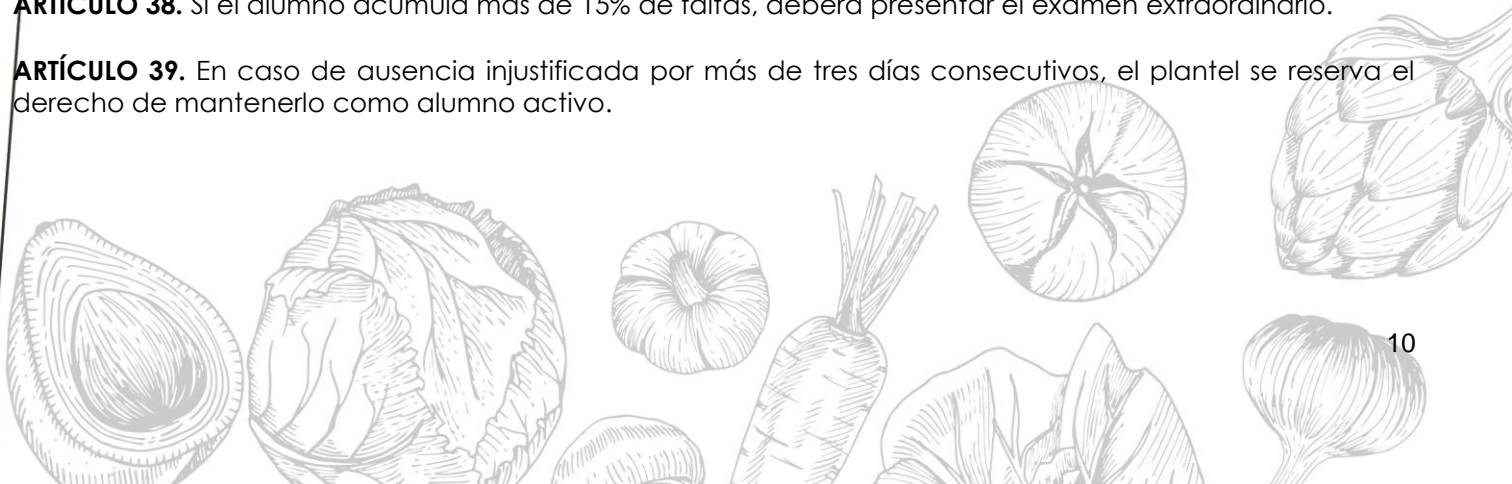 ARTÍCULO 38. Si el alumno acumula más de 15% de faltas, deberá presentar el examen extraordinario.
ARTÍCULO 39. En caso de ausencia injustificada por más de tres días consecutivos, el plantel se reserva el
derecho de mantenerlo como alumno activo.
10